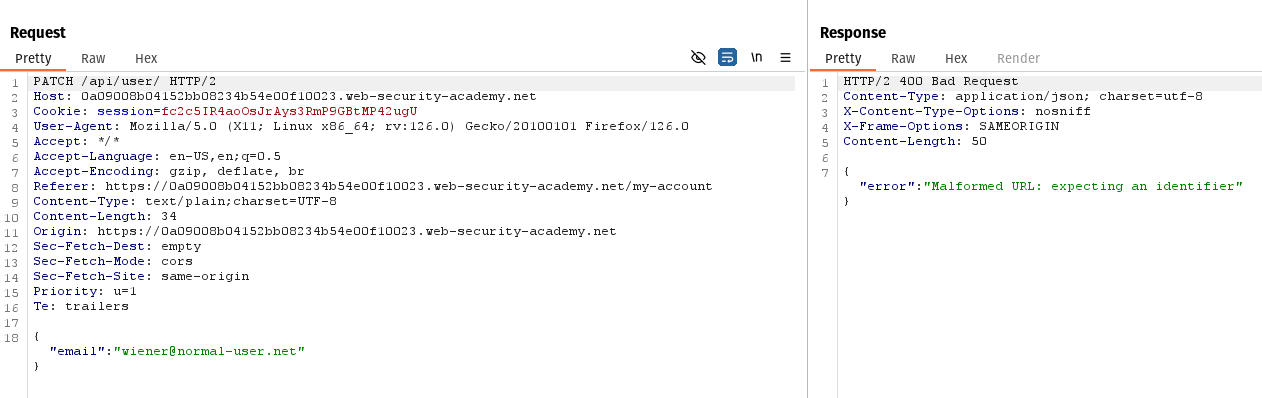 Request
Pretty Raw Hex \n
1 PATCH /api/user/ HTTP/2
2 Host: 0a09008b04152bb08234b54e00f10023.web-security-academy.net
3 Cookie: session=fc2c5IR4aoOsJrAys3RmP9GBtMP42ugU
4 User-Agent: Mozilla/5.0 (X11; Linux x86_64; rv:126.0) Gecko/20100101 Firefox/126.0
5 Accept: */*
6 Accept-Language: en-US,en;q=0.5
7 Accept-Encoding: gzip, deflate, br
8 Referer: https://0a09008b04152bb08234b54e00f10023.web-security-academy.net/my-account
9 Content-Type: text/plain;charset=UTF-8
10 Content-Length: 34
11 Origin: https://0a09008b04152bb08234b54e00f10023.web-security-academy.net
12 Sec-Fetch-Dest: empty
13 Sec-Fetch-Mode: cors
14 Sec-Fetch-Site: same-origin
15 Priority: u=1
16 Te: trailers
17
18 {
"email":"wiener@normal-user.net"
}
Response
Pretty Raw Hex Render
1 HTTP/2 400 Bad Request
2 Content-Type: application/json; charset=utf-8
3 X-Content-Type-Options: nosniff
4 X-Frame-Options: SAMEORIGIN
5 Content-Length: 50
6
7 {
"error":"Malformed URL: expecting an identifier"
}